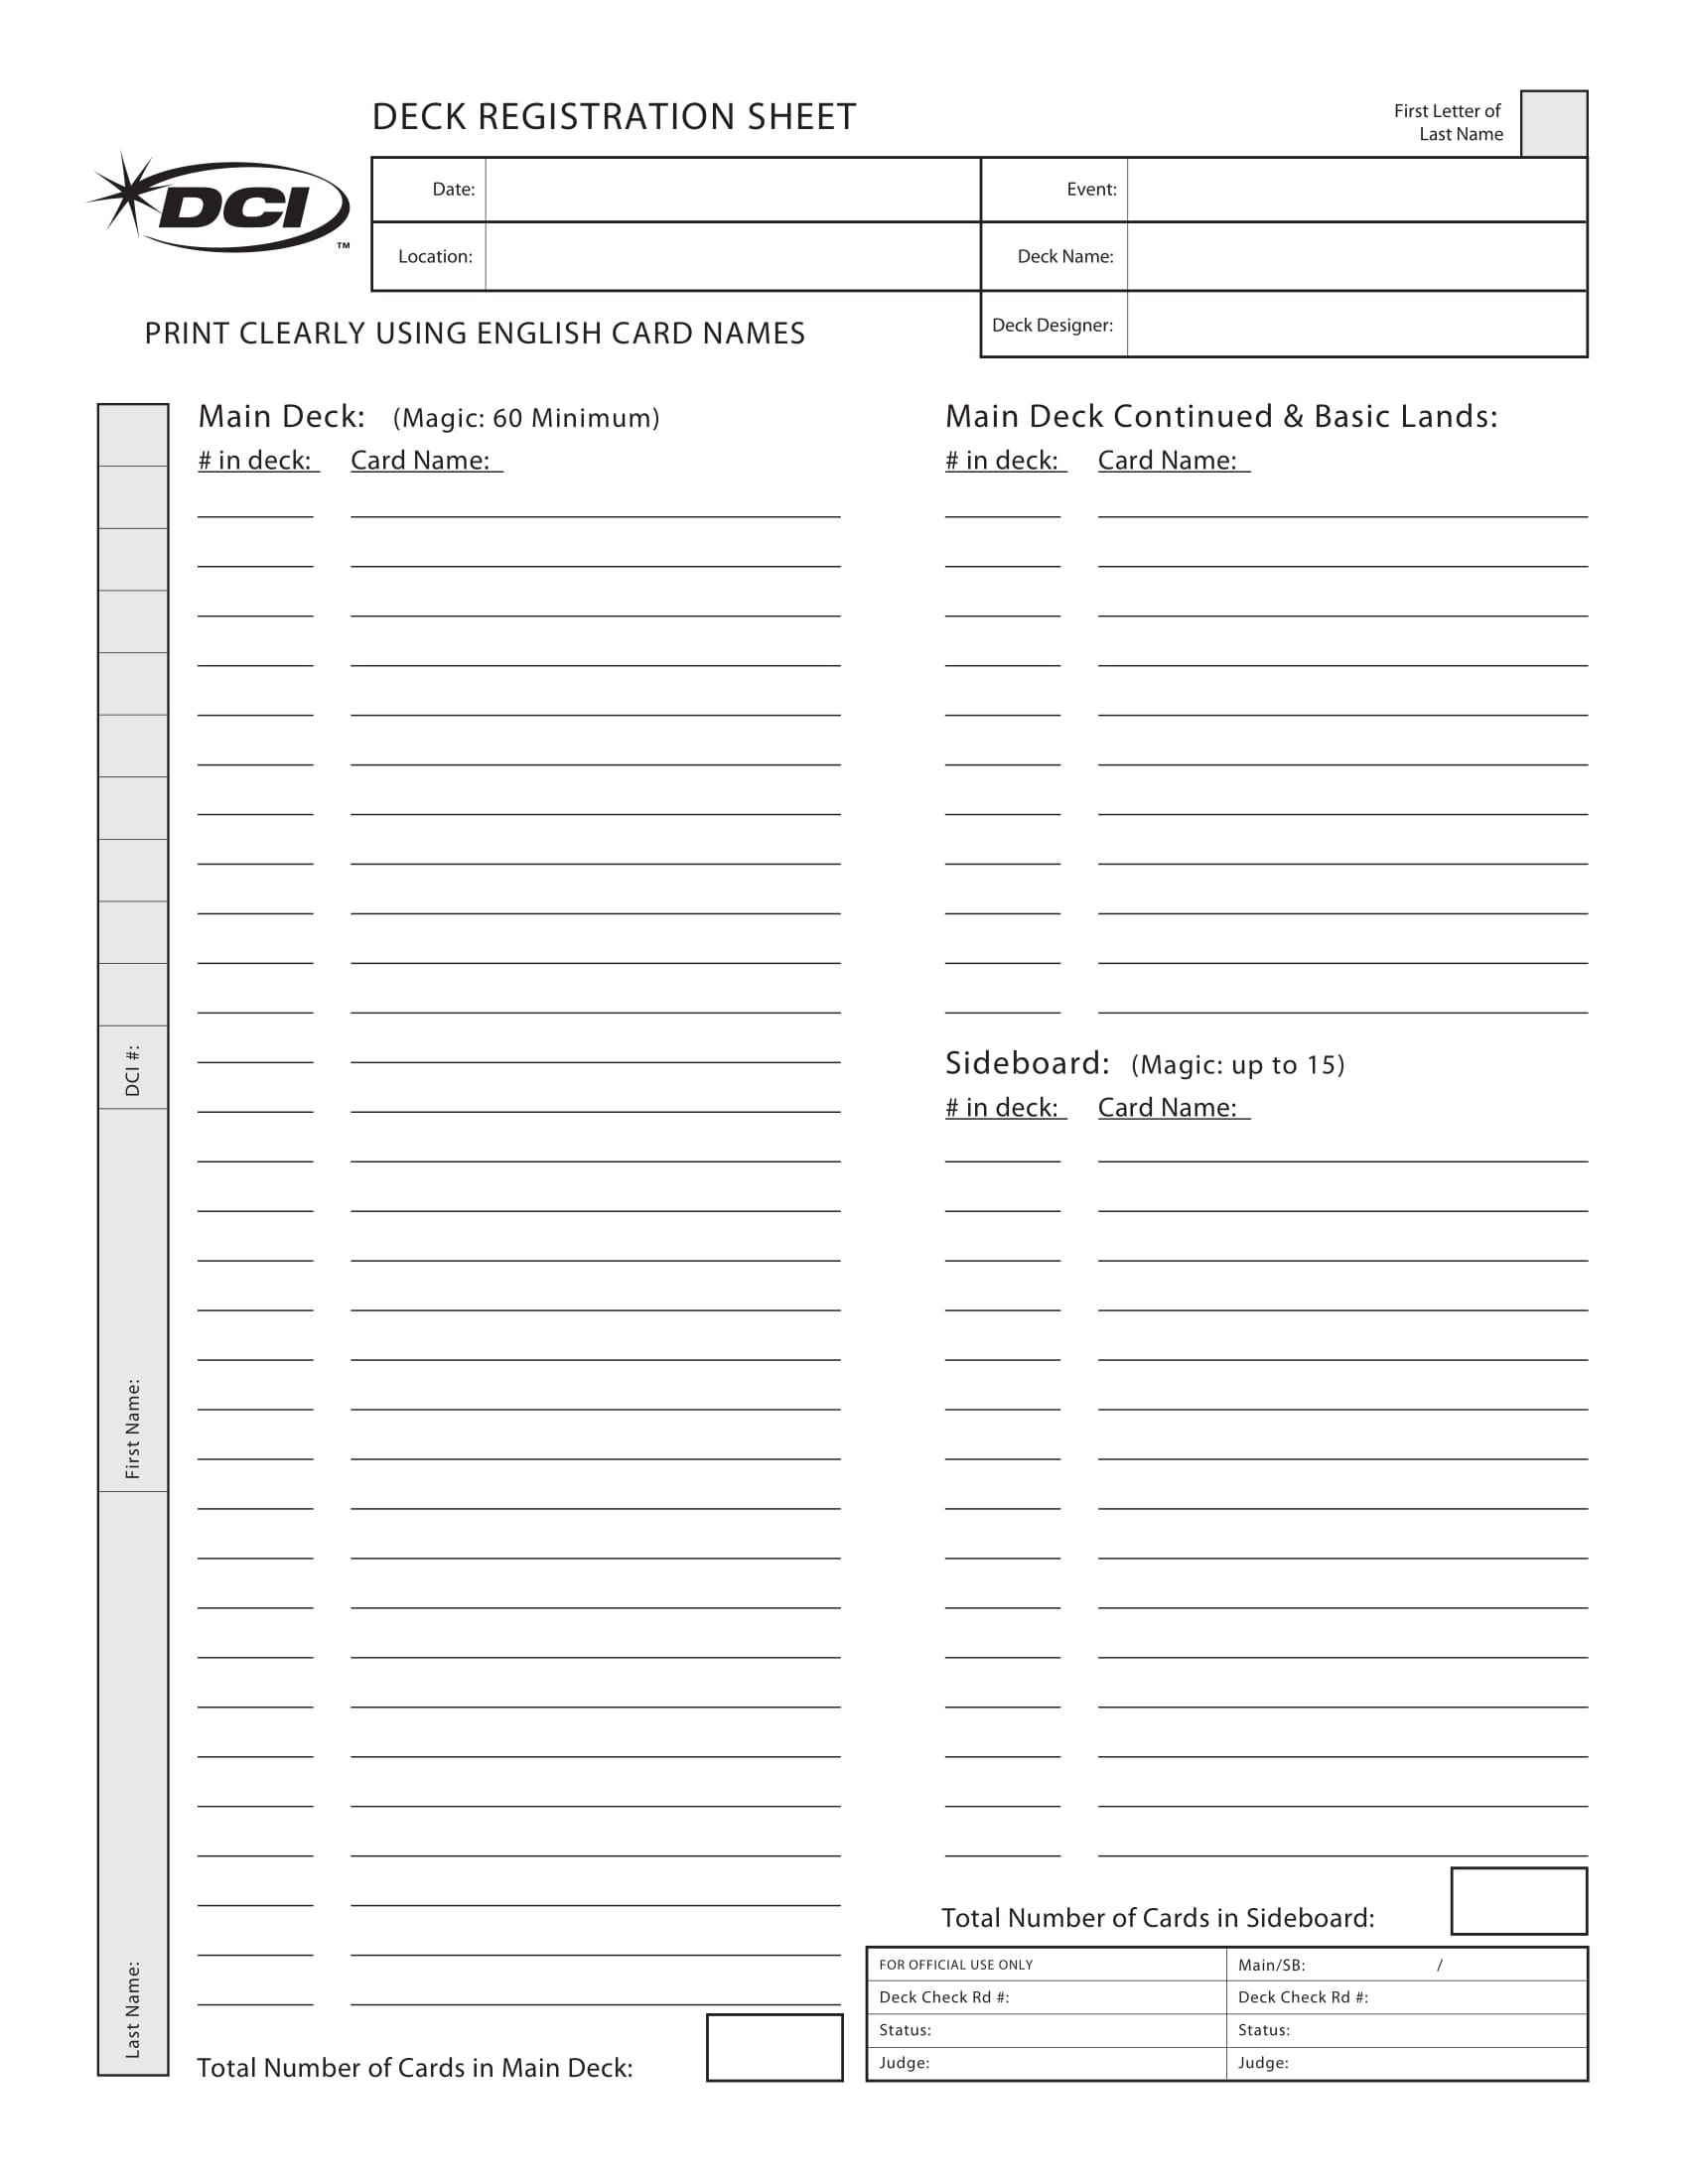 DECK REGISTRATION SHEET
First Letter of
Last Name
DCI
™
Date:
Event:
Location:
Deck Name:
Deck Designer:
PRINT CLEARLY USING ENGLISH CARD NAMES
Main Deck: (Magic: 60 Minimum)
# in deck: Card Name:
Main Deck Continued & Basic Lands:
# in deck: Card Name:
Sideboard: (Magic: up to 15)
# in deck: Card Name:
DCI #:
First Name:
Last Name:
Total Number of Cards in Main Deck:
Total Number of Cards in Sideboard:
FOR OFFICIAL USE ONLY
Main/SB: /
Deck Check Rd #:
Deck Check Rd #:
Status:
Status:
Judge:
Judge: